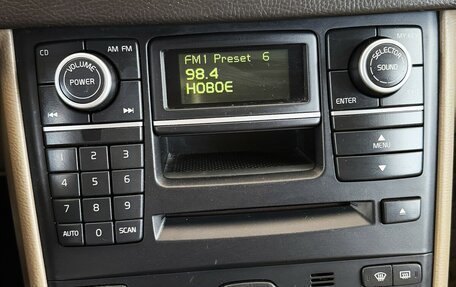 CD
AM FM
VOLUME
POWER
FM1 Preset 6
98.4
НОВОЕ
SELECTOR
SOUND
ENTER
MENU
1 2 3
4 5 6
7 8 9
AUTO 0 SCAN